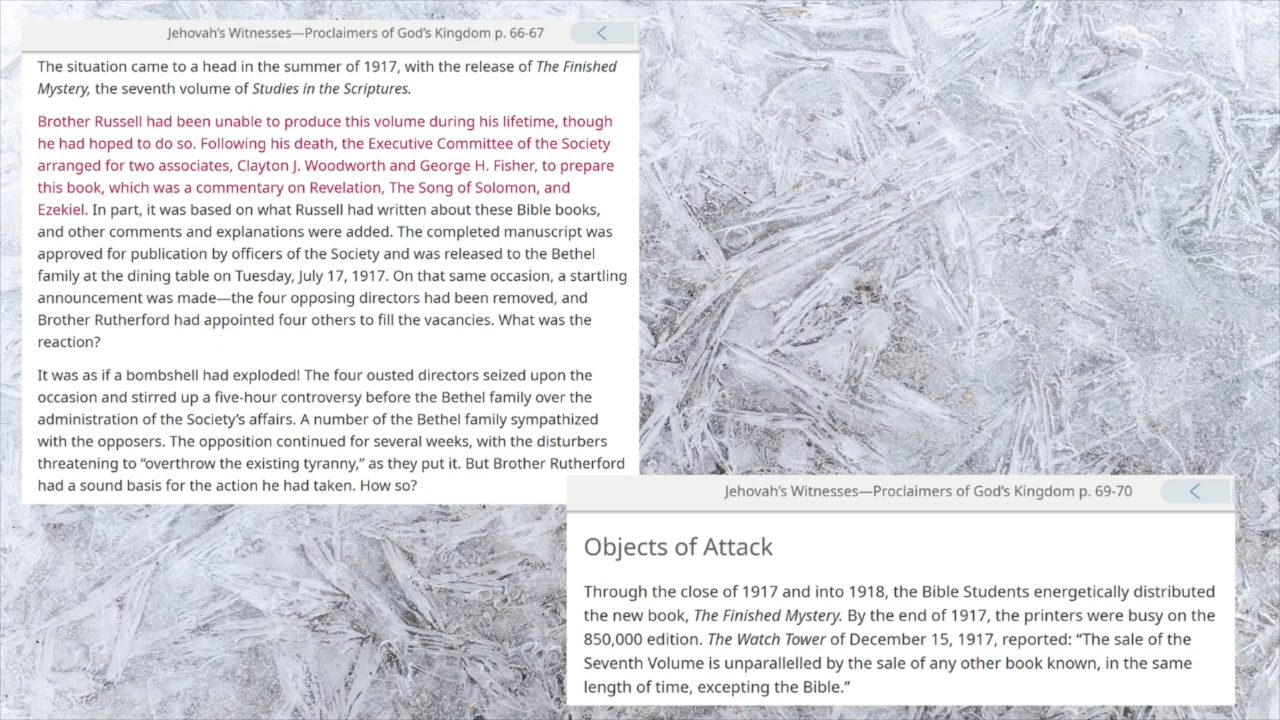 Jehovah's Witnesses—Proclaimers of God's Kingdom p. 66-67
The situation came to a head in the summer of 1917, with the release of The Finished
Mystery, the seventh volume of Studies in the Scriptures.
Brother Russell had been unable to produce this volume during his lifetime, though
he had hoped to do so. Following his death, the Executive Committee of the Society
arranged for two associates, Clayton J. Woodworth and George H. Fisher, to prepare
this book, which was a commentary on Revelation, The Song of Solomon, and
Ezekiel. In part, it was based on what Russell had written about these Bible books,
and other comments and explanations were added. The completed manuscript was
approved for publication by officers of the Society and was released to the Bethel
family at the dining table on Tuesday, July 17, 1917. On that same occasion, a startling
announcement was made—the four opposing directors had been removed, and
Brother Rutherford had appointed four others to fill the vacancies. What was the
reaction?
It was as if a bombshell had exploded! The four ousted directors seized upon the
occasion and stirred up a five-hour controversy before the Bethel family over the
administration of the Society's affairs. A number of the Bethel family sympathized
with the opposers. The opposition continued for several weeks, with the disturbers
threatening to “overthrow the existing tyranny,” as they put it. But Brother Rutherford
had a sound basis for the action he had taken. How so?
Jehovah's Witnesses—Proclaimers of God's Kingdom p. 69-70
Objects of Attack
Through the close of 1917 and into 1918, the Bible Students energetically distributed
the new book, The Finished Mystery. By the end of 1917, the printers were busy on the
850,000 edition. The Watch Tower of December 15, 1917, reported: “The sale of the
Seventh Volume is unparallelled by the sale of any other book known, in the same
length of time, excepting the Bible.”